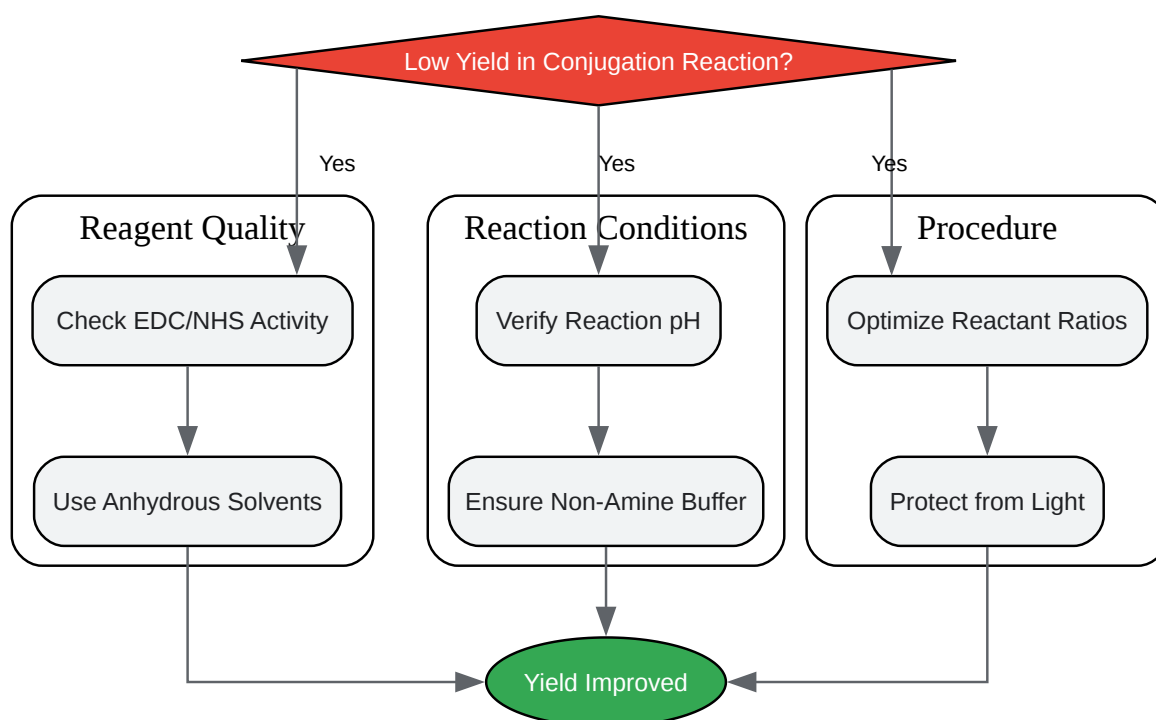 Low Yield in Conjugation Reaction?
Yes
Yes
Yes
Reagent Quality
Reaction Conditions
Procedure
Check EDC/NHS Activity
Verify Reaction pH
Optimize Reactant Ratios
Use Anhydrous Solvents
Ensure Non-Amine Buffer
Protect from Light
Yield Improved